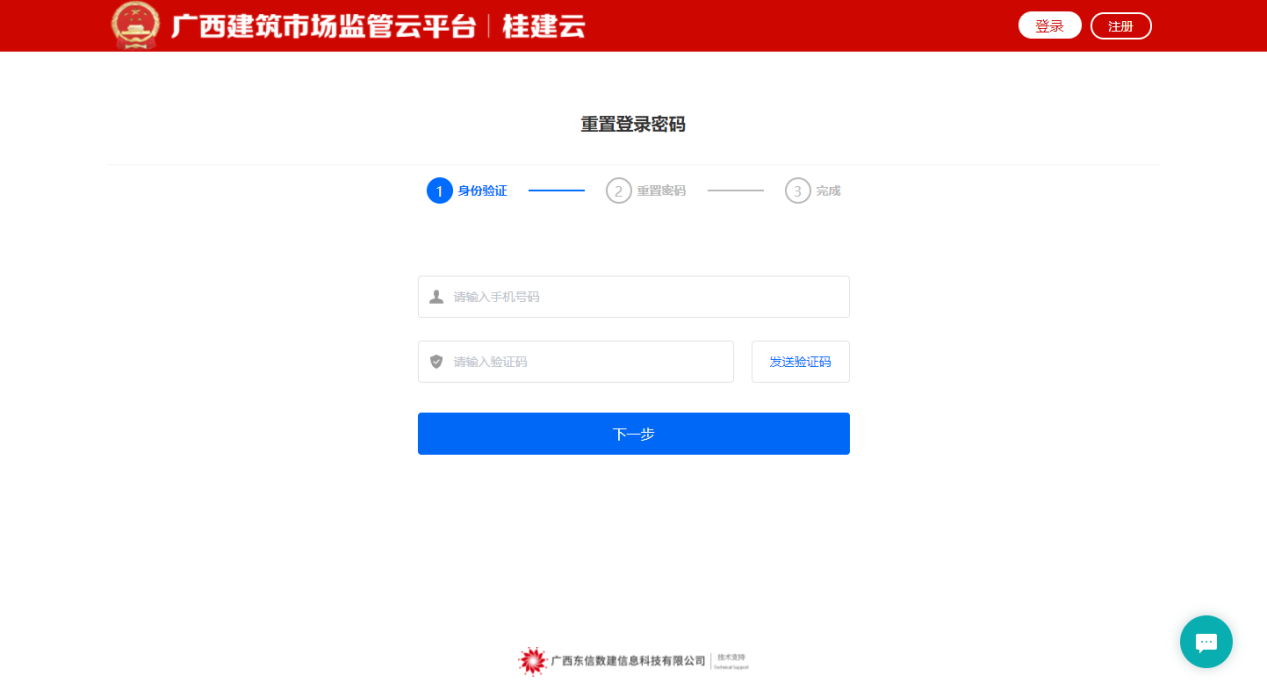 广西建筑市场监管云平台 | 桂建云
登录 注册
重置登录密码
1 身份验证 2 重置密码 3 完成
请输入手机号码
请输入验证码 发送验证码
下一步
广西东信数建信息科技有限公司 | 技术支持
Technical Support